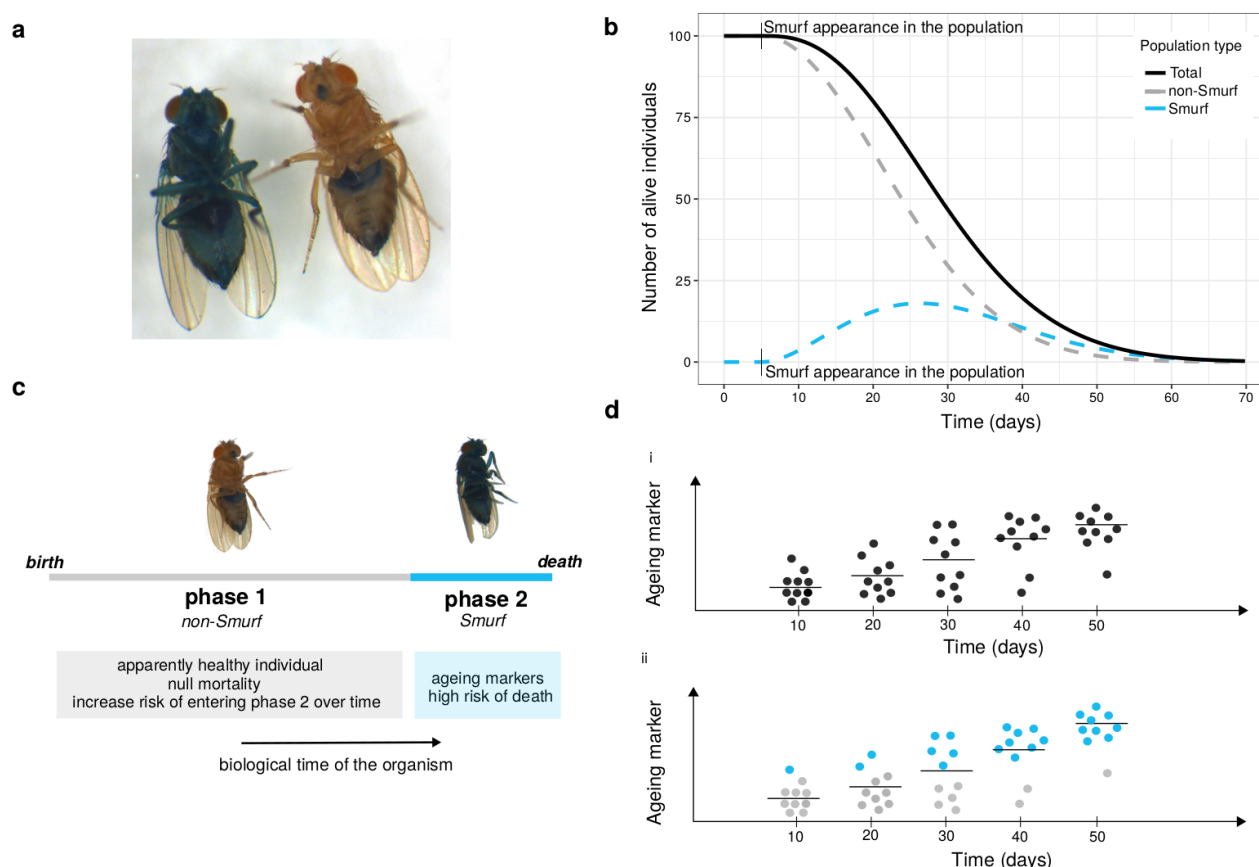 a
b
Smurf appearance in the population
Population type
Total
non-Smurf
Smurf
Number of alive individuals
100
75
50
25
0
Smurf appearance in the population
0 10 20 30 40 50 60 70
Time (days)
c
birth
death
phase 1
non-Smurf
phase 2
Smurf
apparently healthy individual
null mortality
increase risk of entering phase 2 over time
ageing markers
high risk of death
biological time of the organism
d
i
Ageing marker
10 20 30 40 50
Time (days)
ii
Ageing marker
10 20 30 40 50
Time (days)